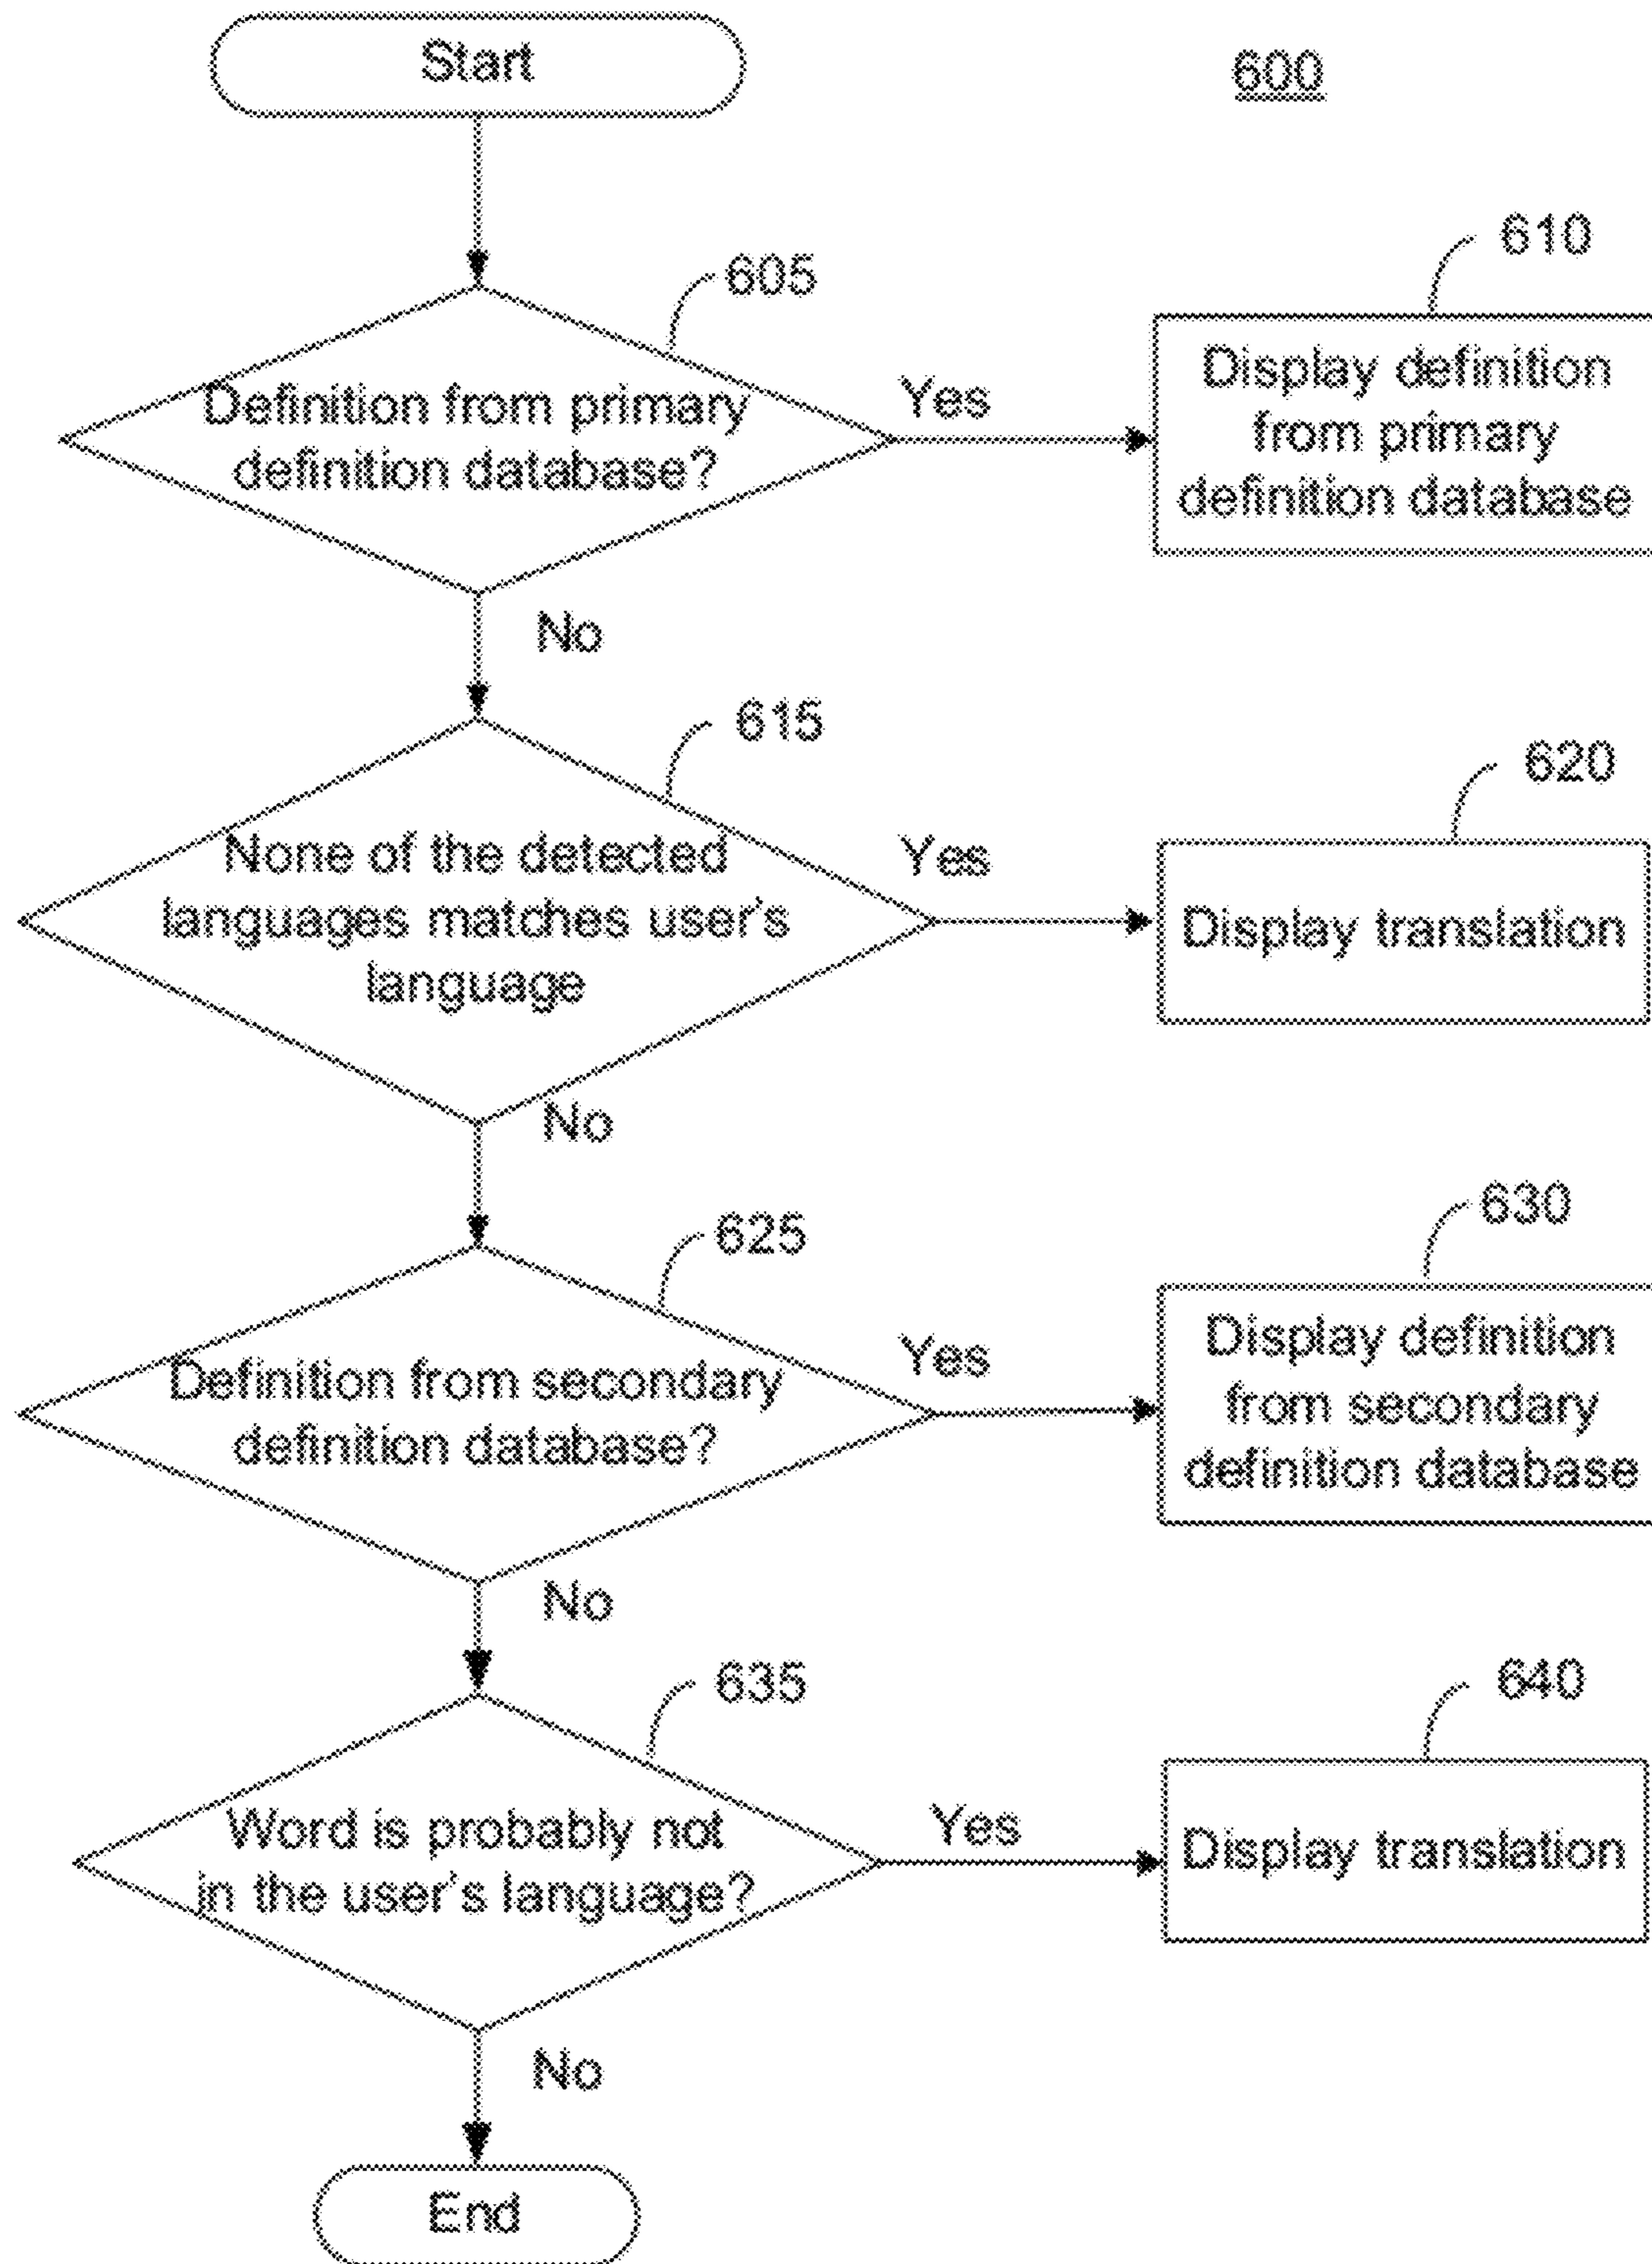 Start
600
605
610
Definition from primary
definition database?
Yes
Display definition
from primary
definition database
No
615
620
None of the detected
languages matches user's
language
Yes
Display translation
No
625
630
Definition from secondary
definition database?
Yes
Display definition
from secondary
definition database
No
635
640
Word is probably not
in the user's language?
Yes
Display translation
No
End